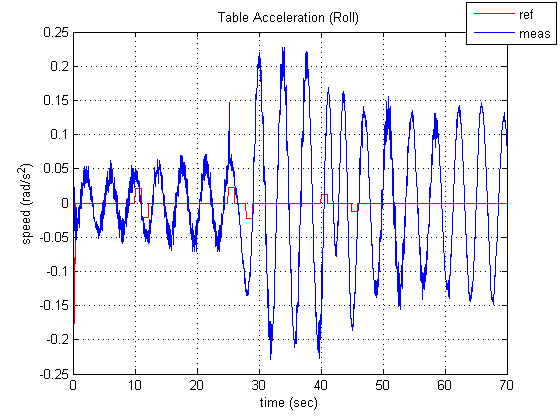 Table Acceleration (Roll)
ref
meas
speed (rad/s²)
0.25
0.2
0.15
0.1
0.05
0
-0.05
-0.1
-0.15
-0.2
-0.25
0 10 20 30 40 50 60 70
time (sec)